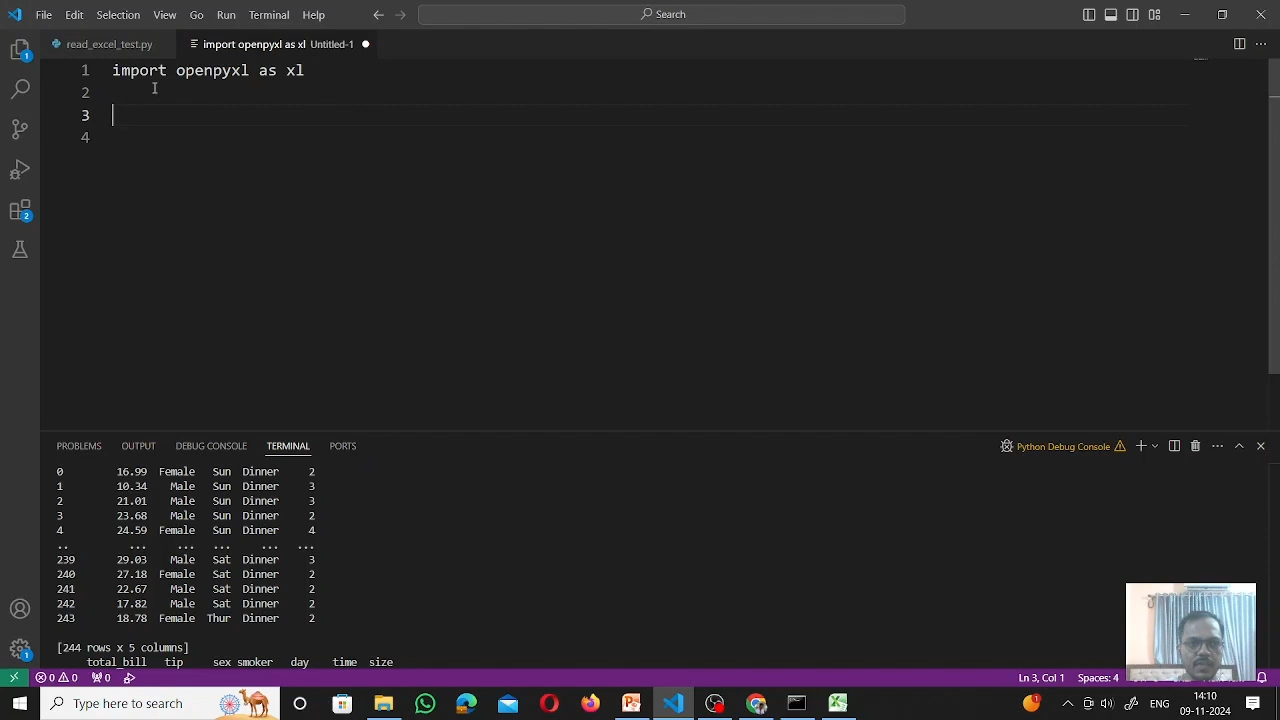 File Edit Selection View Go Run Terminal Help Search
read_excel_test.py import openpyxl as xl Untitled-1
1 import openpyxl as xl
2
3
4
PROBLEMS OUTPUT DEBUG CONSOLE TERMINAL PORTS Python Debug Console
0 16.99 Female Sun Dinner 2
1 10.34 Male Sun Dinner 3
2 21.01 Male Sun Dinner 3
3 23.68 Male Sun Dinner 2
4 24.59 Female Sun Dinner 4
.. ... ... ... ... ...
239 29.03 Male Sat Dinner 3
240 27.18 Female Sat Dinner 2
241 22.67 Male Sat Dinner 2
242 17.82 Male Sat Dinner 2
243 18.78 Female Thur Dinner 2
[244 rows x 5 columns]
total_bill tip sex smoker day time size
0 0 0 Ln 3, Col 1 Spaces: 4
Type here to search ENG 14:10
09-11-2024